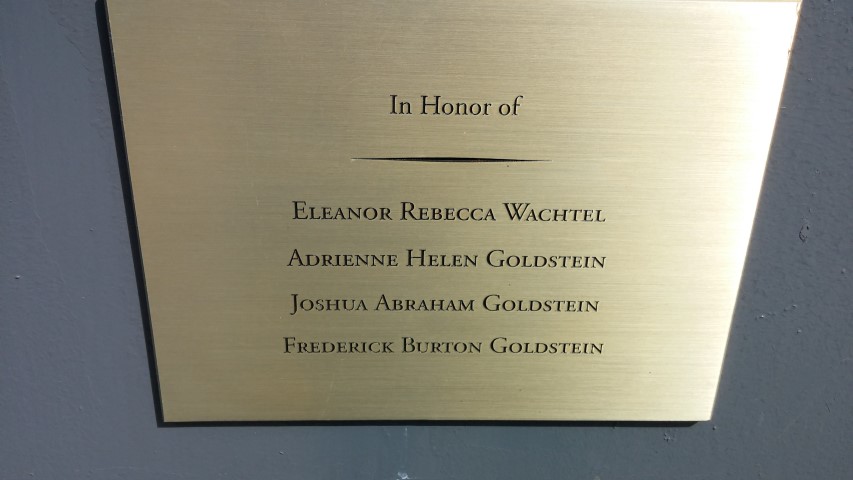 In Honor of
Eleanor Rebecca Wachtel
Adrienne Helen Goldstein
Joshua Abraham Goldstein
Frederick Burton Goldstein